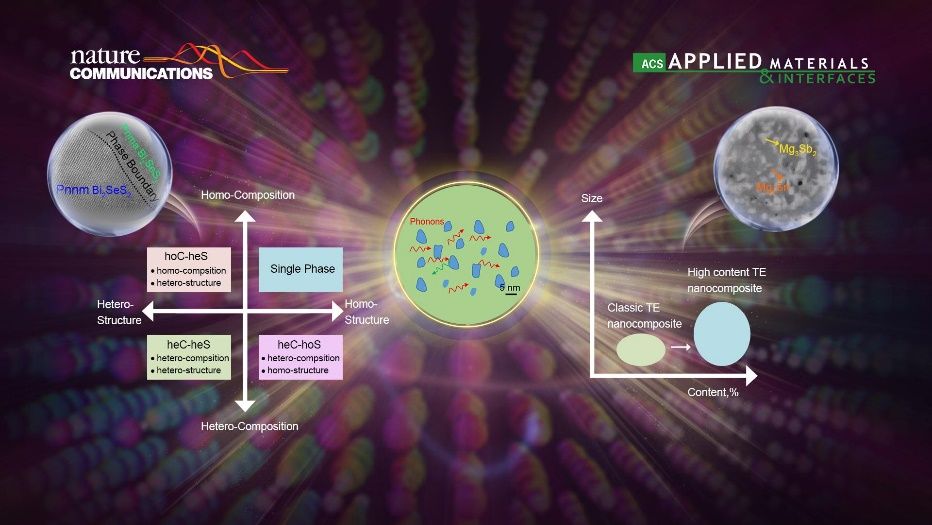 nature
COMMUNICATIONS
ACS APPLIED MATERIALS
& INTERFACES
Phase Boundary
Pnnm Bi2SeS2
Mg3Sb2
Homo-Composition
Size
Phonons
5 nm
hoC-heS
• homo-compsition
• hetero-structure
Single Phase
Hetero-
Structure
Homo-
Structure
heC-heS
• hetero-compsition
• hetero-structure
heC-hoS
• hetero-compsition
• homo-structure
Hetero-Composition
High content TE
nanocomposite
Classic TE
nanocomposite
Content,%